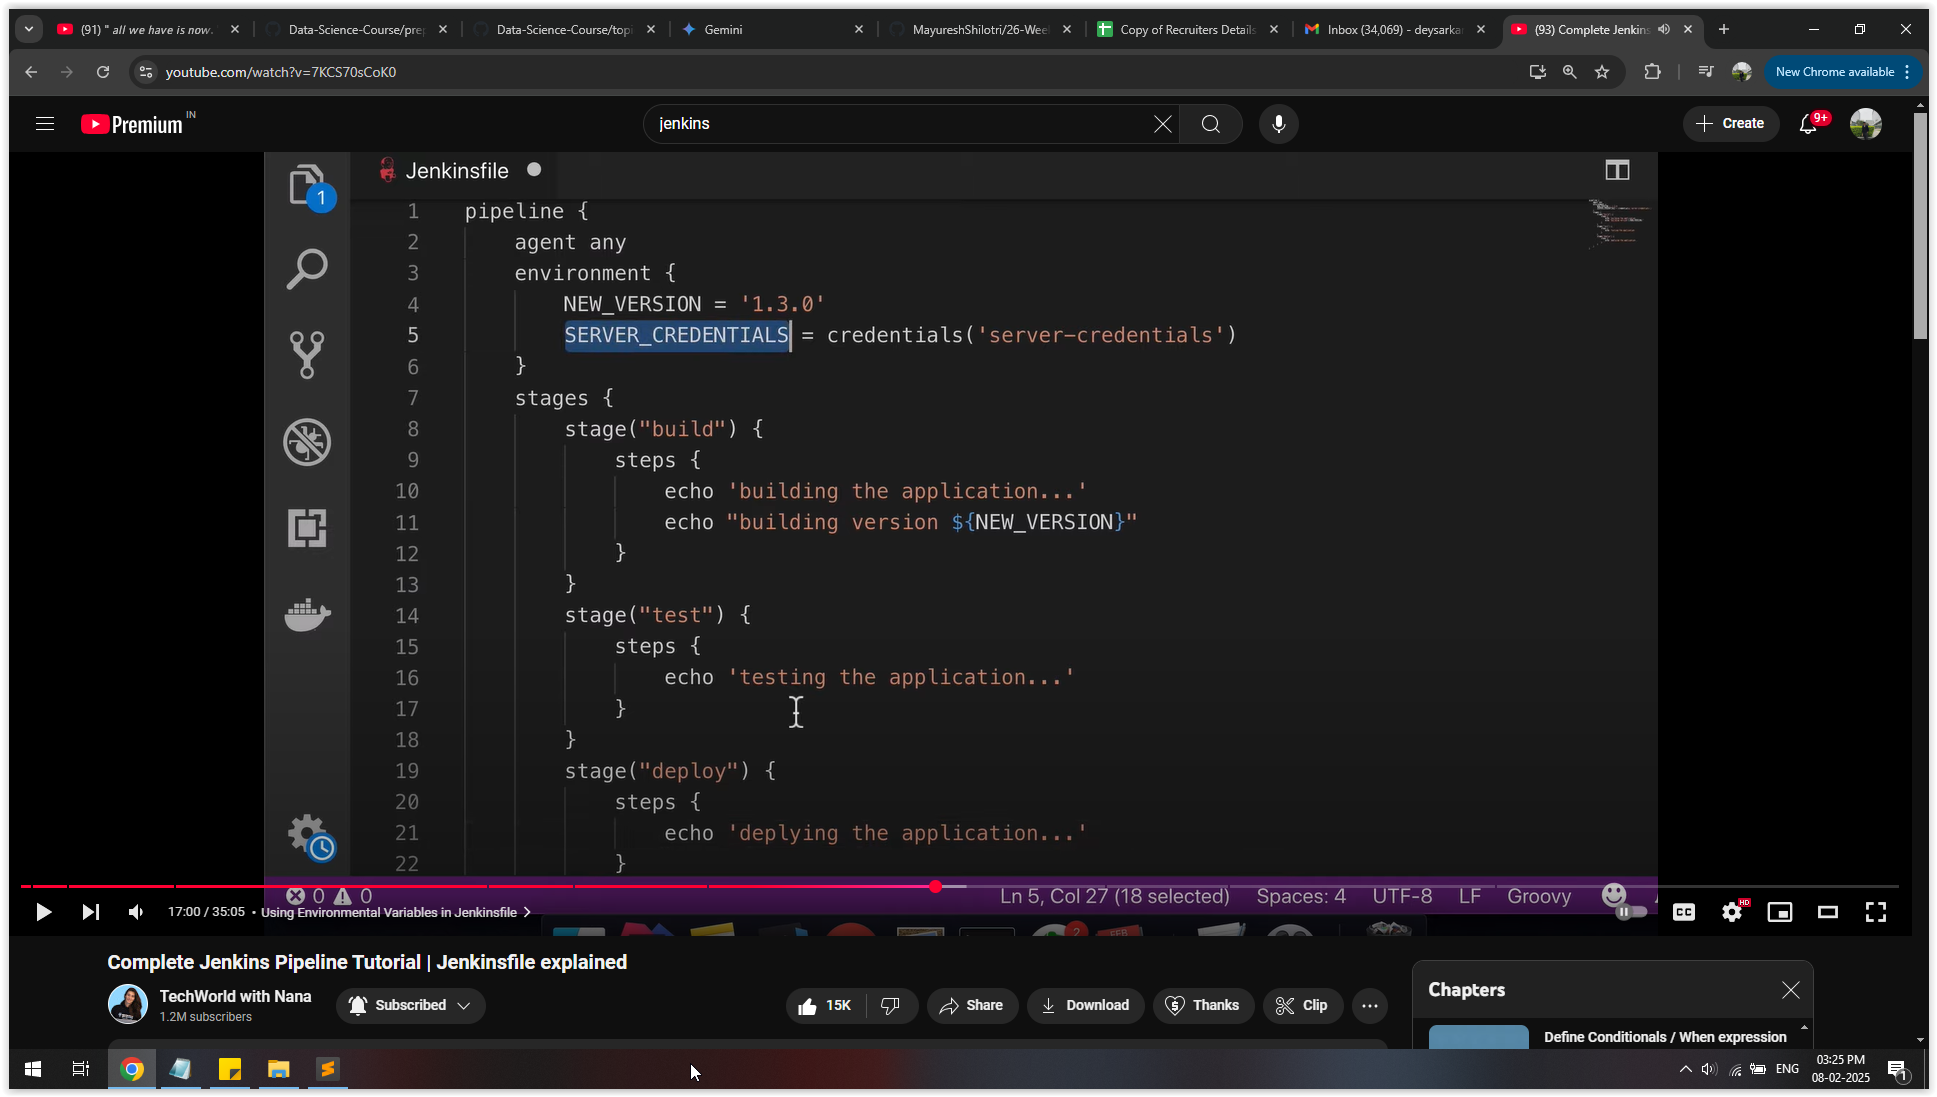 (91) " all we have is now.
Data-Science-Course/prep
Data-Science-Course/topi
Gemini
MayureshShilotri/26-Wee
Copy of Recruiters Details
Inbox (34,069) - deysarkar
(93) Complete Jenkins
youtube.com/watch?v=7KCS70sCoK0
New Chrome available
Premium IN
jenkins
Create
9+
Jenkinsfile
1
1 pipeline {
2 agent any
3 environment {
4 NEW_VERSION = '1.3.0'
5 SERVER_CREDENTIALS = credentials('server-credentials')
6 }
7 stages {
8 stage("build") {
9 steps {
10 echo 'building the application...'
11 echo "building version ${NEW_VERSION}"
12 }
13 }
14 stage("test") {
15 steps {
16 echo 'testing the application...'
17 }
18 }
19 stage("deploy") {
20 steps {
21 echo 'deplying the application...'
22 }
0 0 Ln 5, Col 27 (18 selected) Spaces: 4 UTF-8 LF Groovy
17:00 / 35:05 • Using Environmental Variables in Jenkinsfile
CC
HD
2
FEB
Complete Jenkins Pipeline Tutorial | Jenkinsfile explained
TechWorld with Nana
1.2M subscribers
Subscribed
15K
Share
Download
Thanks
Clip
Chapters
Define Conditionals / When expression
ENG
03:25 PM
08-02-2025
1